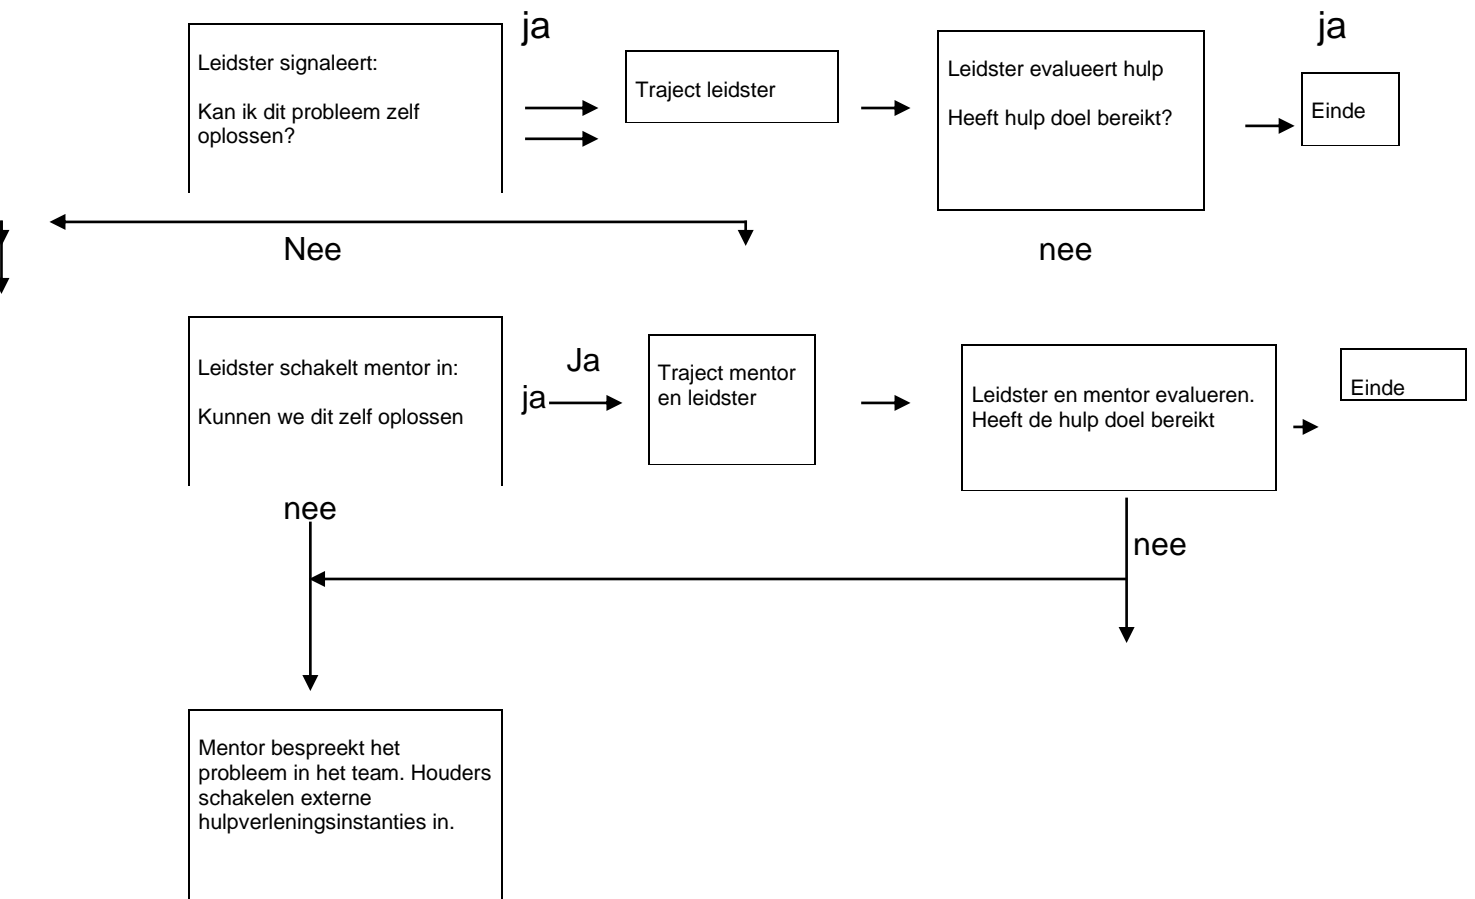 ja
ja
Leidster signaleert:
Kan ik dit probleem zelf
oplossen?
Traject leidster
Leidster evalueert hulp
Heeft hulp doel bereikt?
Einde
Nee
nee
Leidster schakelt mentor in:
Kunnen we dit zelf oplossen
Ja
ja
Traject mentor
en leidster
Leidster en mentor evalueren.
Heeft de hulp doel bereikt
Einde
nee
nee
Mentor bespreekt het
probleem in het team. Houders
schakelen externe
hulpverleningsinstanties in.